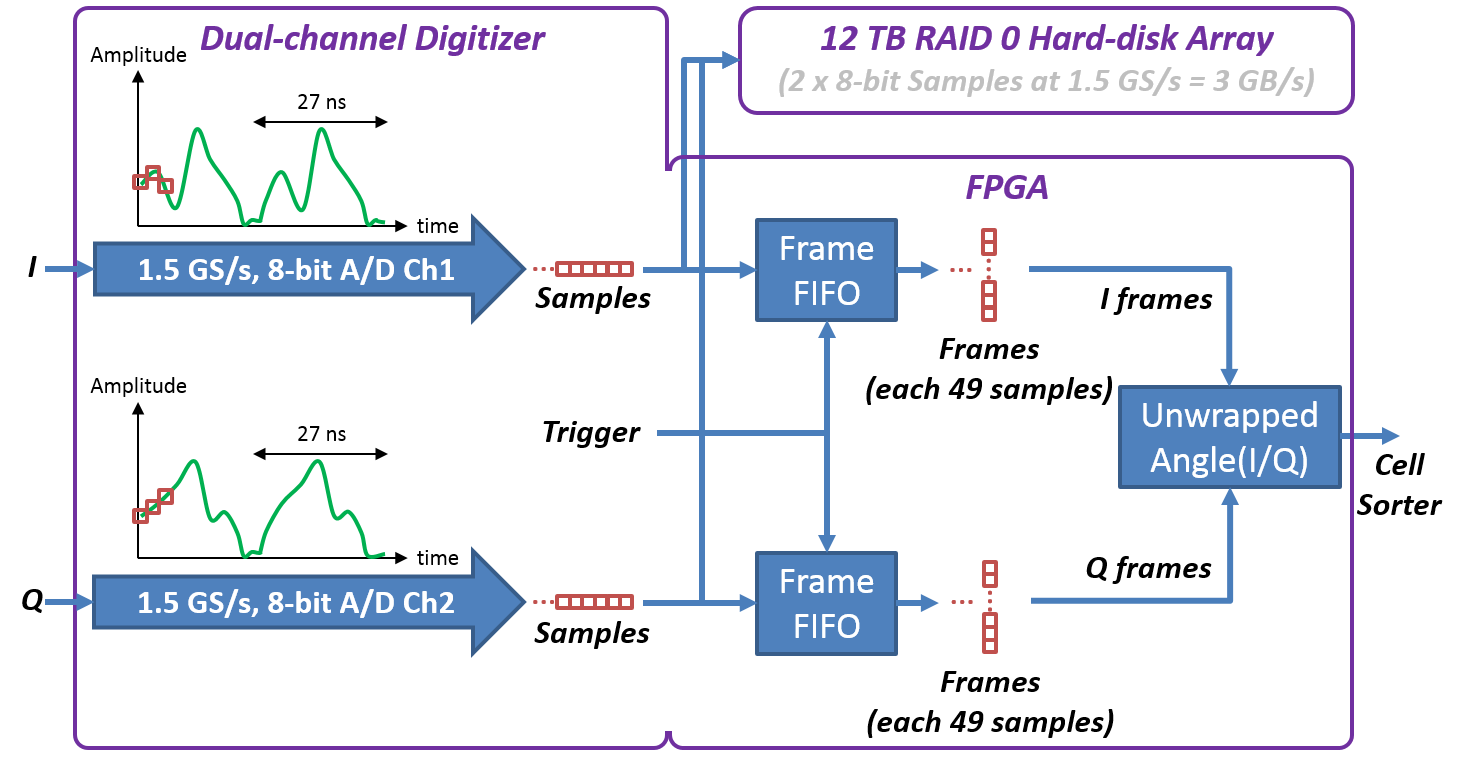 Dual-channel Digitizer
12 TB RAID 0 Hard-disk Array
(2 x 8-bit Samples at 1.5 GS/s = 3 GB/s)
Amplitude
27 ns
time
I
1.5 GS/s, 8-bit A/D Ch1
Samples
FPGA
Frame
FIFO
Frames
(each 49 samples)
I frames
Trigger
Amplitude
27 ns
time
Q
1.5 GS/s, 8-bit A/D Ch2
Samples
Frame
FIFO
Frames
(each 49 samples)
Q frames
Unwrapped
Angle(I/Q)
Cell
Sorter